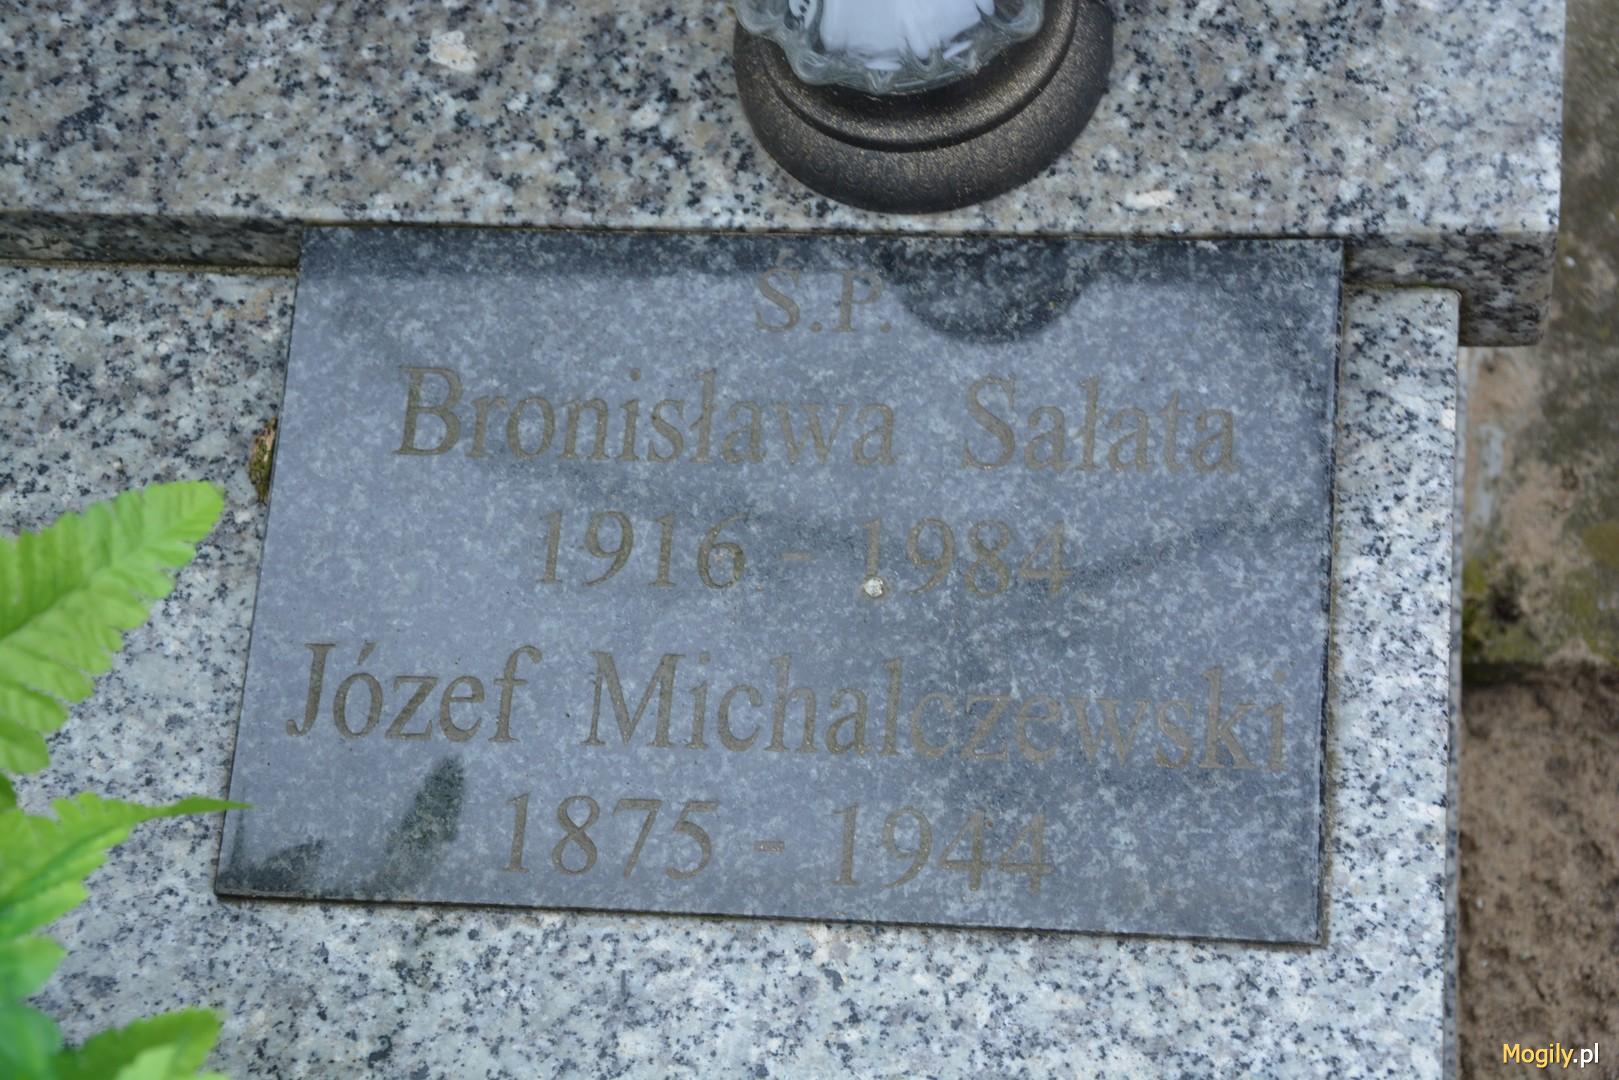 Ś.P.
Bronisława Sałata
1916 - 1984
Józef Michalczewski
1875 - 1944
Mogily.pl